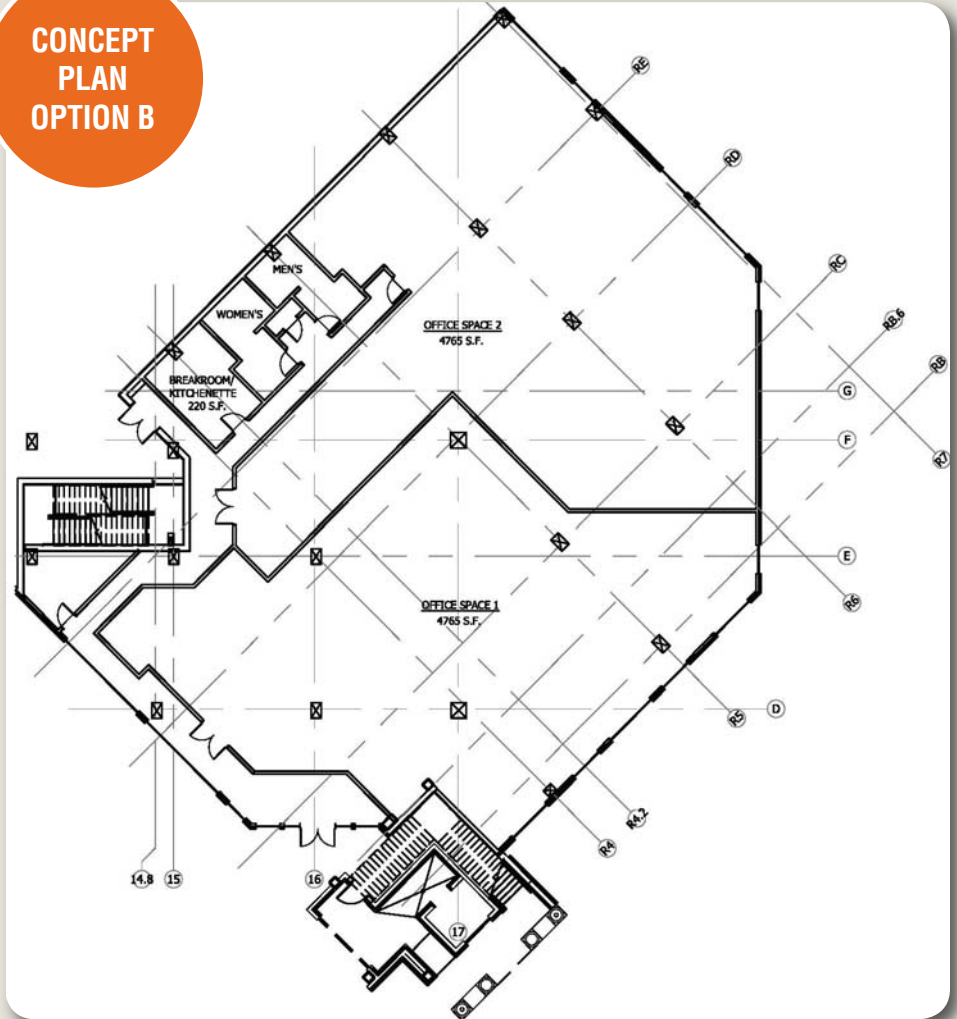 CONCEPT
PLAN
OPTION B
RE
RD
RC
RB.6
RB
MEN'S
WOMEN'S
OFFICE SPACE 2
4765 S.F.
BREAKROOM/
KITCHENETTE
220 S.F.
G
F
R7
E
R6
OFFICE SPACE 1
4765 S.F.
D
R5
R4.2
R4
14.8
15
16
17